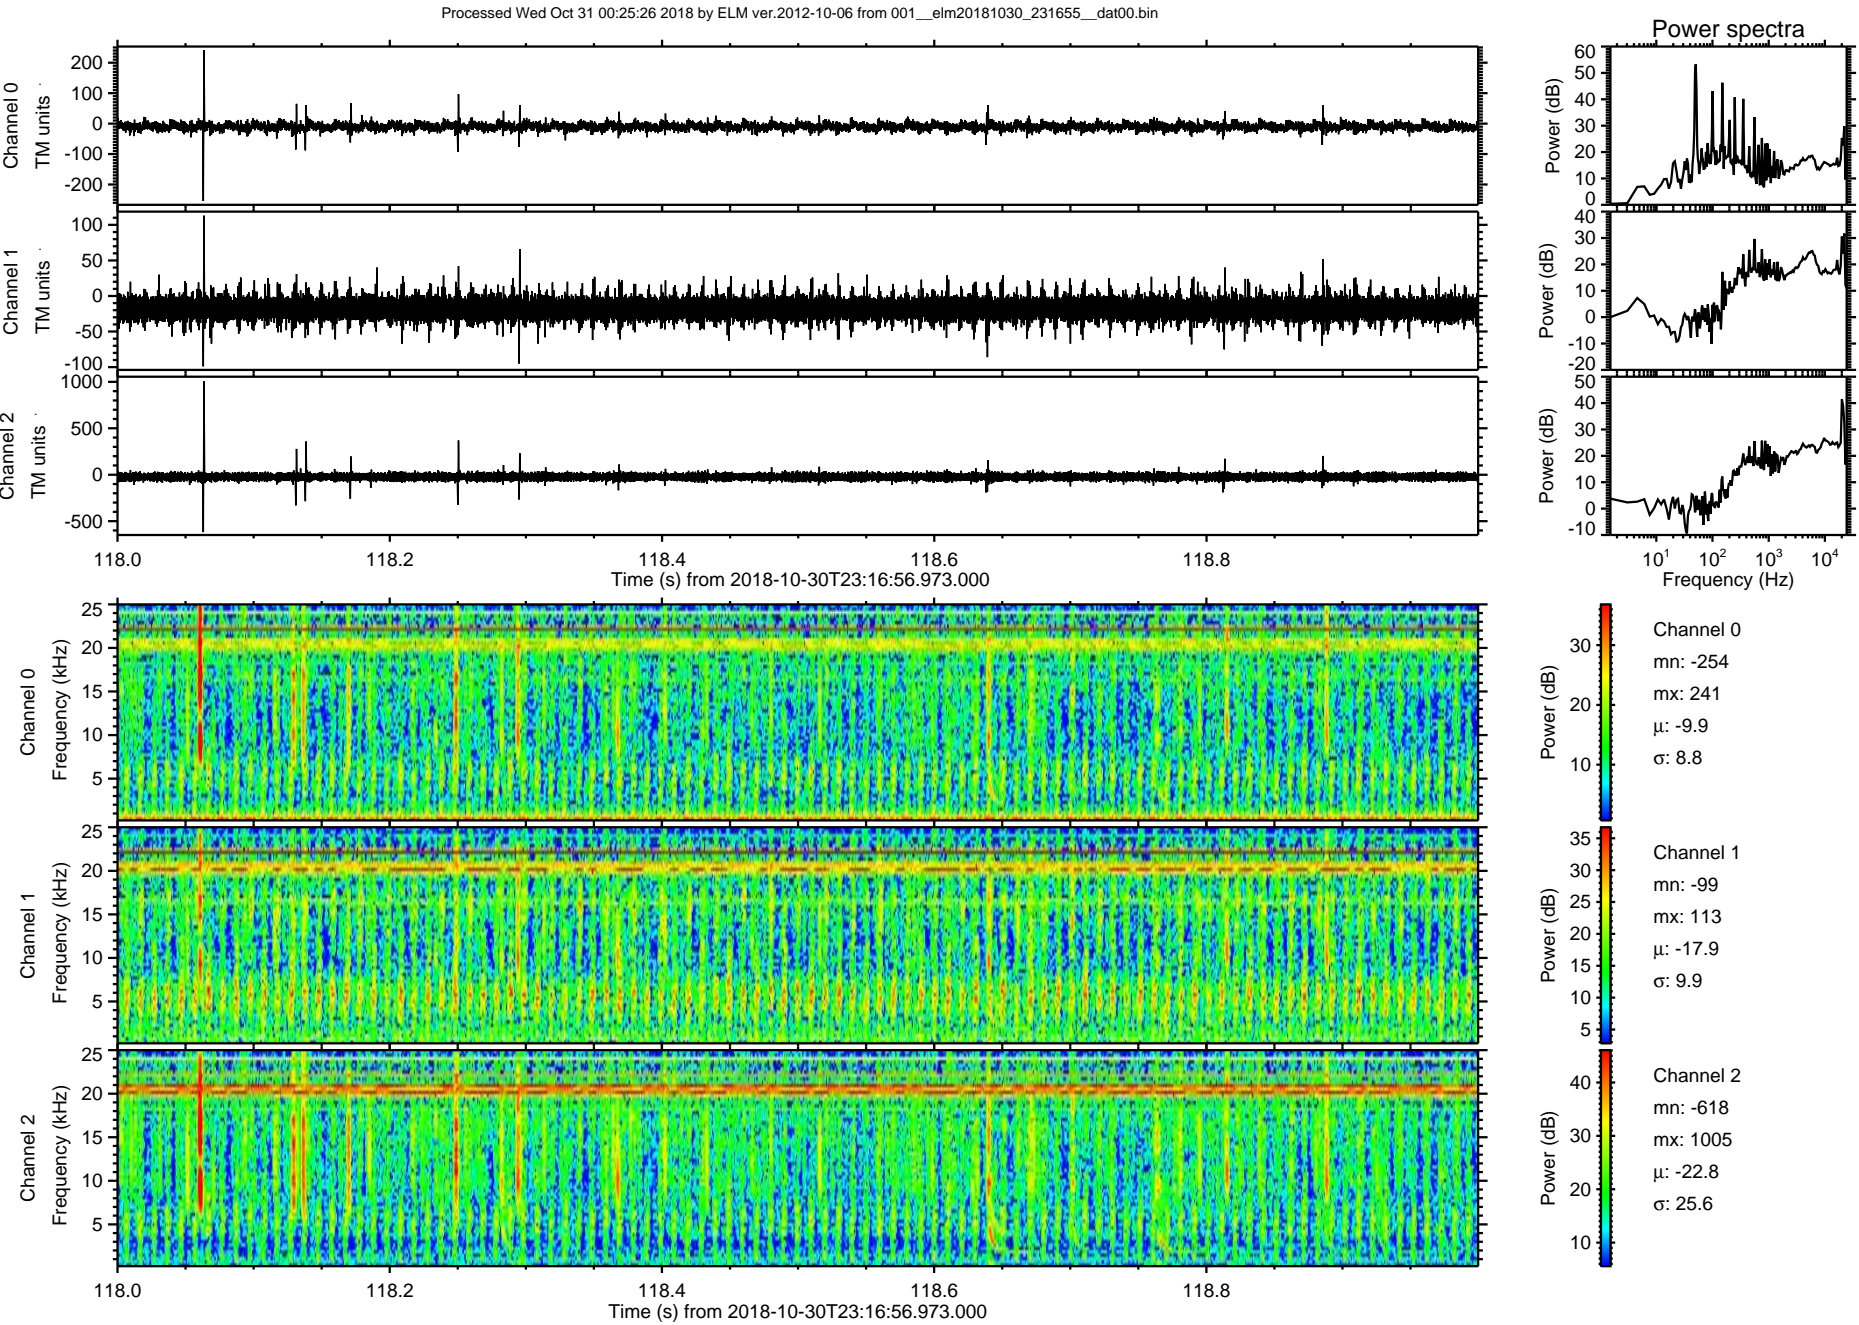 Processed Wed Oct 31 00:25:26 2018 by ELM ver.2012-10-06 from 001__elm20181030_231655__dat00.bin
Power spectra
Channel 0
TM units
200
100
0
-100
-200
Power (dB)
60
50
40
30
20
10
0
Channel 1
TM units
100
50
0
-50
-100
Power (dB)
40
30
20
10
0
-10
-20
Channel 2
TM units
1000
500
0
-500
Power (dB)
50
40
30
20
10
0
-10
118.0 118.2 118.4 118.6 118.8
Time (s) from 2018-10-30T23:16:56.973.000
10¹ 10² 10³ 10⁴
Frequency (Hz)
Channel 0
Frequency (kHz)
25
20
15
10
5
Power (dB)
30
20
10
Channel 0
mn: -254
mx: 241
µ: -9.9
σ: 8.8
Channel 1
Frequency (kHz)
25
20
15
10
5
Power (dB)
35
30
25
20
15
10
5
Channel 1
mn: -99
mx: 113
µ: -17.9
σ: 9.9
Channel 2
Frequency (kHz)
25
20
15
10
5
Power (dB)
40
30
20
10
Channel 2
mn: -618
mx: 1005
µ: -22.8
σ: 25.6
118.0 118.2 118.4 118.6 118.8
Time (s) from 2018-10-30T23:16:56.973.000